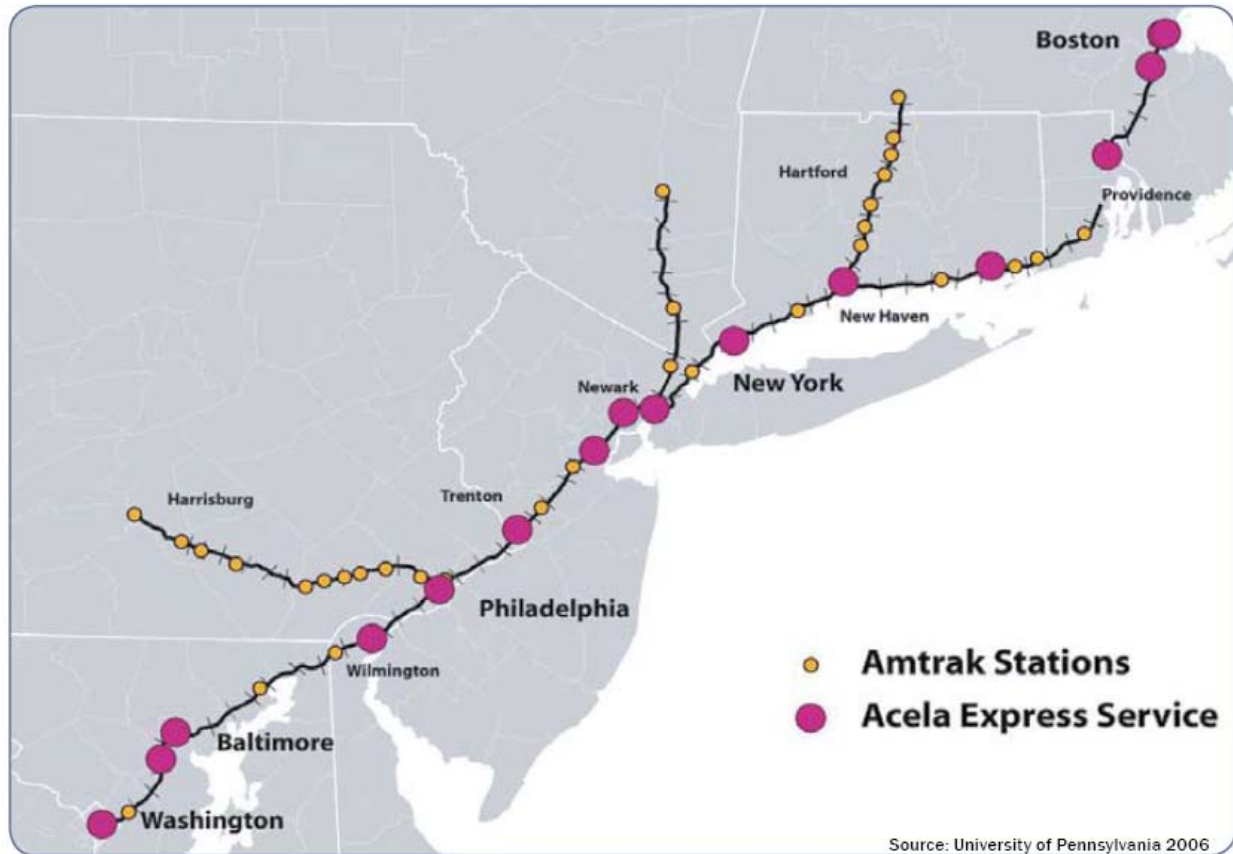 Boston
Hartford
Providence
New Haven
Newark
New York
Trenton
Harrisburg
Philadelphia
Wilmington
Baltimore
Washington
Amtrak Stations
Acela Express Service
Source: University of Pennsylvania 2006